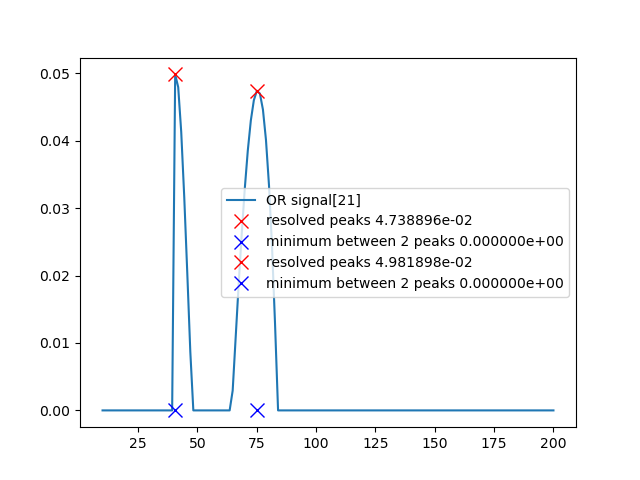 0.05
0.04
0.03
0.02
0.01
0.00
OR signal[21]
resolved peaks 4.738896e-02
minimum between 2 peaks 0.000000e+00
resolved peaks 4.981898e-02
minimum between 2 peaks 0.000000e+00
25 50 75 100 125 150 175 200